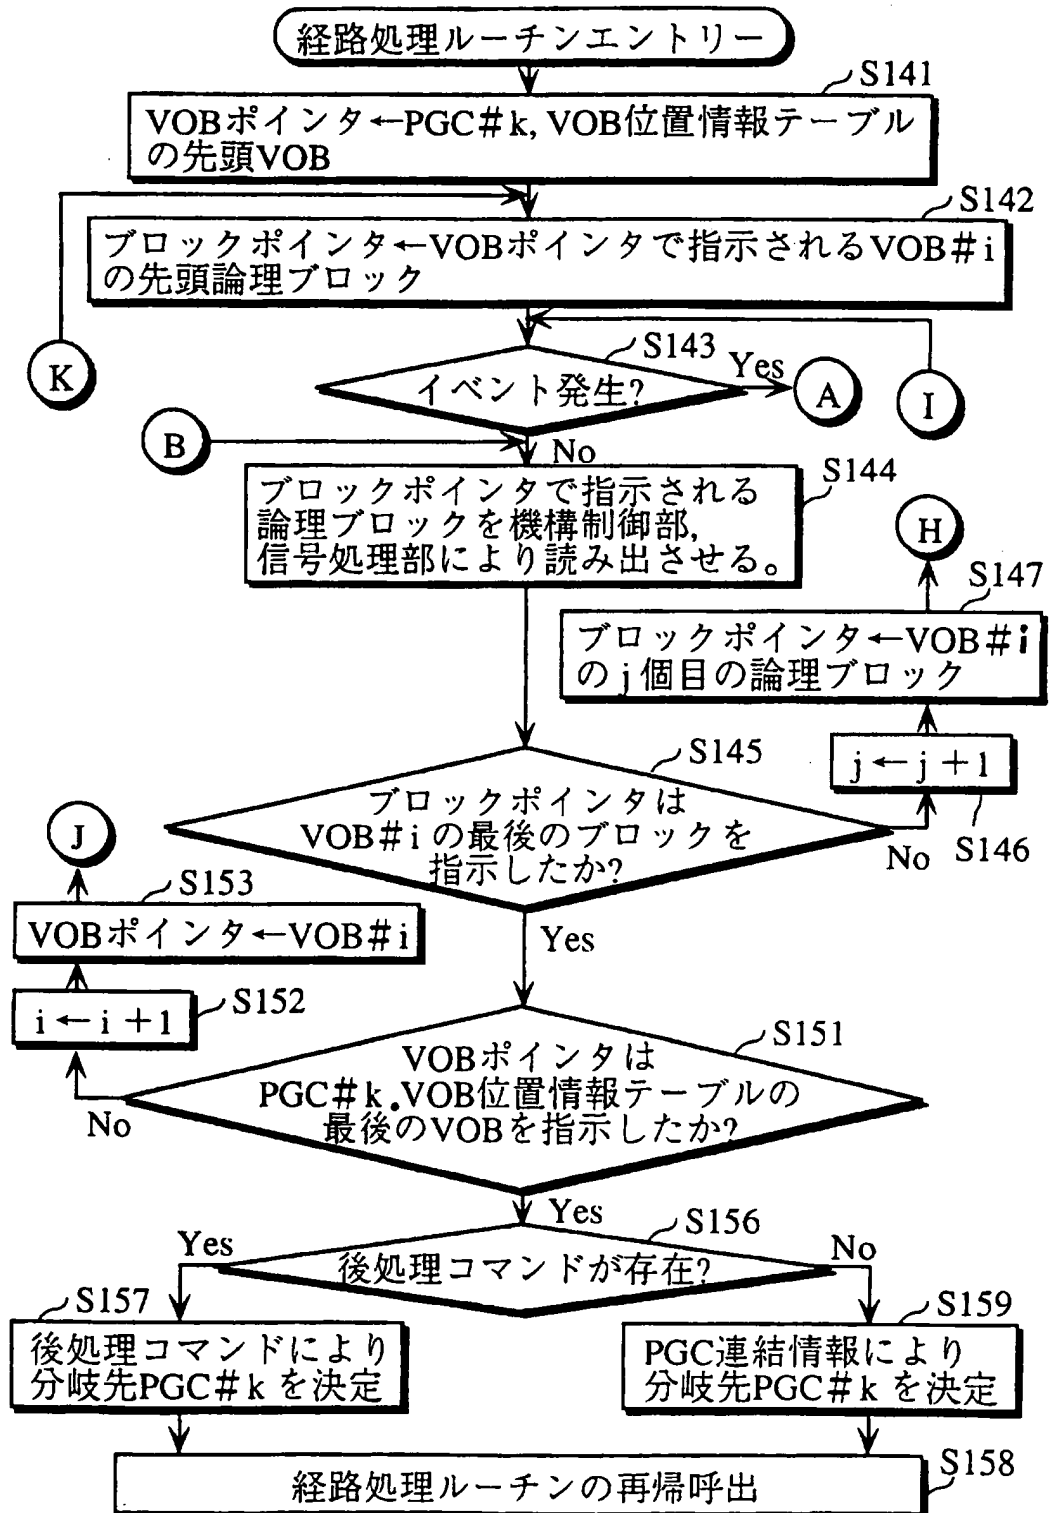 経路処理ルーチンエントリー
S141
VOBポインタ←PGC#k, VOB位置情報テーブル
の先頭VOB
S142
ブロックポインタ←VOBポインタで指示されるVOB#i
の先頭論理ブロック
K
S143
イベント発生?
Yes
A
I
B
No
S144
ブロックポインタで指示される
論理ブロックを機構制御部,
信号処理部により読み出させる。
H
S147
ブロックポインタ←VOB#i
のj個目の論理ブロック
S145
j←j+1
S146
ブロックポインタは
VOB#iの最後のブロックを
指示したか?
No
J
S153
VOBポインタ←VOB#i
Yes
S152
i←i+1
S151
VOBポインタは
PGC#k.VOB位置情報テーブルの
最後のVOBを指示したか?
No
Yes
S156
後処理コマンドが存在?
Yes
No
S157
後処理コマンドにより
分岐先PGC#kを決定
S159
PGC連結情報により
分岐先PGC#kを決定
S158
経路処理ルーチンの再帰呼出